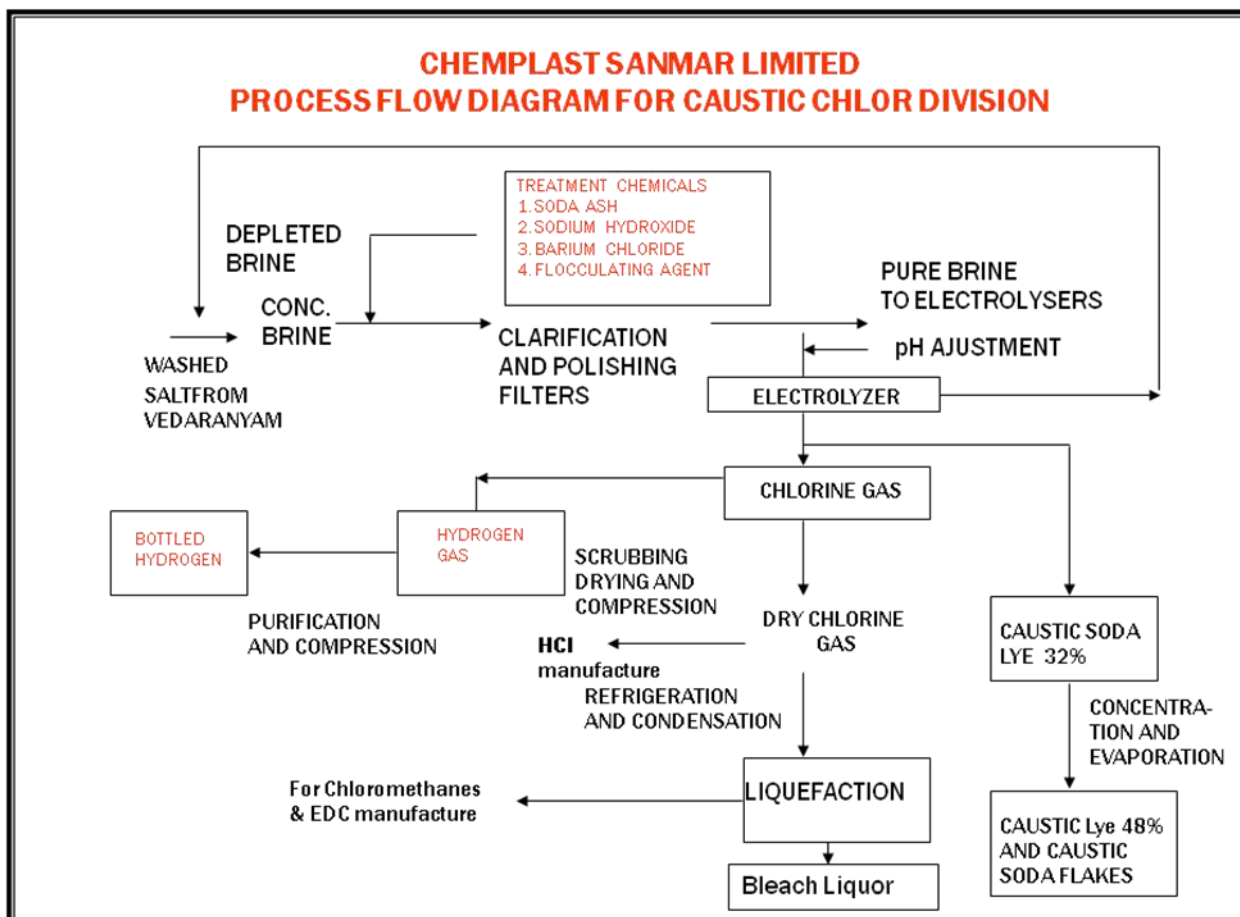 CHEMPLAST SANMAR LIMITED
PROCESS FLOW DIAGRAM FOR CAUSTIC CHLOR DIVISION
TREATMENT CHEMICALS
1. SODA ASH
2. SODIUM HYDROXIDE
3. BARIUM CHLORIDE
4. FLOCCULATING AGENT
DEPLETED
BRINE
CONC.
BRINE
WASHED
SALTFROM
VEDARANYAM
CLARIFICATION
AND POLISHING
FILTERS
PURE BRINE
TO ELECTROLYSERS
pH AJUSTMENT
ELECTROLYZER
CHLORINE GAS
HYDROGEN
GAS
BOTTLED
HYDROGEN
PURIFICATION
AND COMPRESSION
SCRUBBING
DRYING AND
COMPRESSION
DRY CHLORINE
GAS
HCl
manufacture
REFRIGERATION
AND CONDENSATION
CAUSTIC SODA
LYE 32%
CONCENTRA-
TION AND
EVAPORATION
LIQUEFACTION
For Chloromethanes
& EDC manufacture
CAUSTIC Lye 48%
AND CAUSTIC
SODA FLAKES
Bleach Liquor